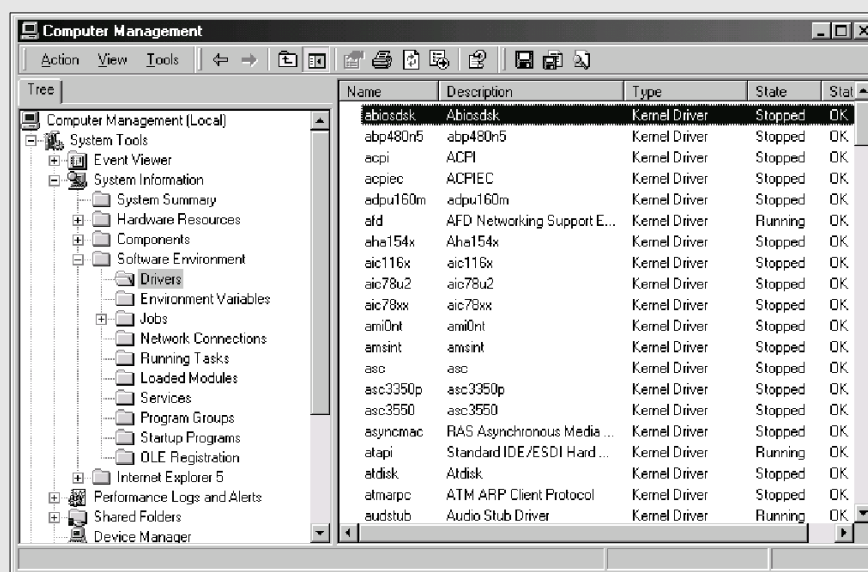 Computer Management
Action View Tools
Tree
Computer Management (Local)
System Tools
Event Viewer
System Information
System Summary
Hardware Resources
Components
Software Environment
Drivers
Environment Variables
Jobs
Network Connections
Running Tasks
Loaded Modules
Services
Program Groups
Startup Programs
OLE Registration
Internet Explorer 5
Performance Logs and Alerts
Shared Folders
Device Manager
Name Description Type State Stat
abiosdsk Abiosdsk Kernel Driver Stopped OK
abp480n5 abp480n5 Kernel Driver Stopped OK
acpi ACPI Kernel Driver Stopped OK
acpiec ACPIEC Kernel Driver Stopped OK
adpu160m adpu160m Kernel Driver Stopped OK
afd AFD Networking Support E... Kernel Driver Running OK
aha154x Aha154x Kernel Driver Stopped OK
aic116x aic116x Kernel Driver Stopped OK
aic78u2 aic78u2 Kernel Driver Stopped OK
aic78xx aic78xx Kernel Driver Stopped OK
ami0nt ami0nt Kernel Driver Stopped OK
amsint amsint Kernel Driver Stopped OK
asc asc Kernel Driver Stopped OK
asc3350p asc3350p Kernel Driver Stopped OK
asc3550 asc3550 Kernel Driver Stopped OK
asyncmac RAS Asynchronous Media ... Kernel Driver Stopped OK
atapi Standard IDE/ESDI Hard ... Kernel Driver Running OK
atdisk Atdisk Kernel Driver Stopped OK
atmarpc ATM ARP Client Protocol Kernel Driver Stopped OK
audstub Audio Stub Driver Kernel Driver Running OK